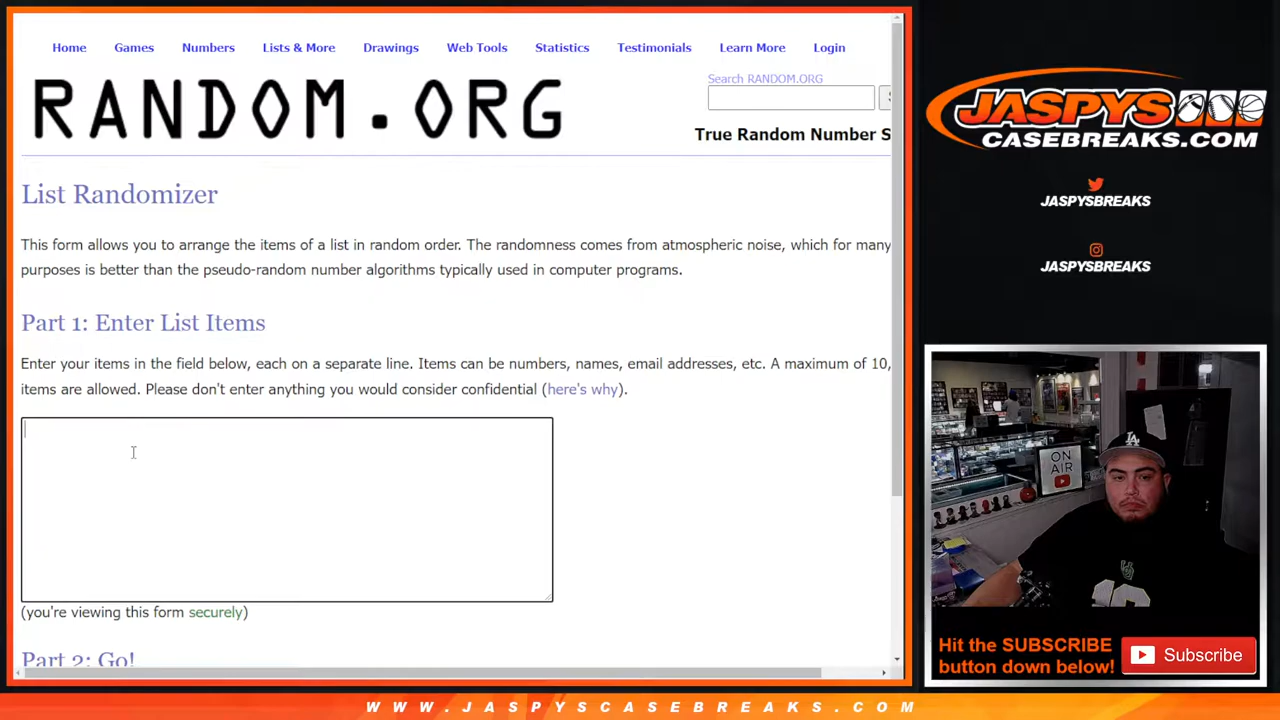 Home Games Numbers Lists & More Drawings Web Tools Statistics Testimonials Learn More Login
RANDOM.ORG
Search RANDOM.ORG
True Random Number S
List Randomizer
This form allows you to arrange the items of a list in random order. The randomness comes from atmospheric noise, which for many
purposes is better than the pseudo-random number algorithms typically used in computer programs.
Part 1: Enter List Items
Enter your items in the field below, each on a separate line. Items can be numbers, names, email addresses, etc. A maximum of 10,
items are allowed. Please don't enter anything you would consider confidential (here's why).
(you're viewing this form securely)
Part 2: Go!
JASPYS
CASEBREAKS.COM
JASPYSBREAKS
JASPYSBREAKS
ON
AIR
LA
Hit the SUBSCRIBE
button down below!
Subscribe
WWW.JASPYSCASEBREAKS.COM